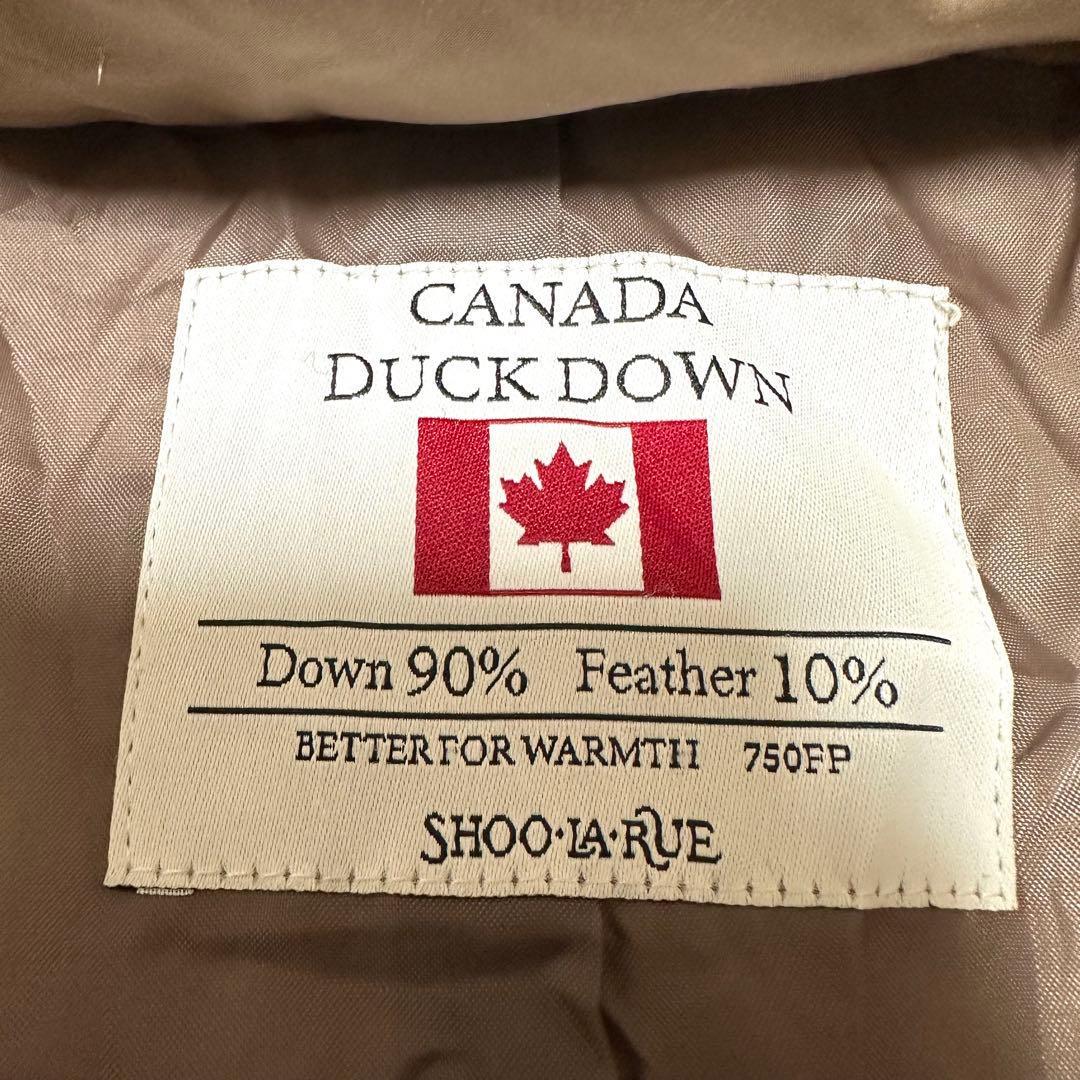 CANADA
DUCK DOWN
Down 90% Feather 10%
BETTER FOR WARMTH 750FP
SHOO·LA·RUE